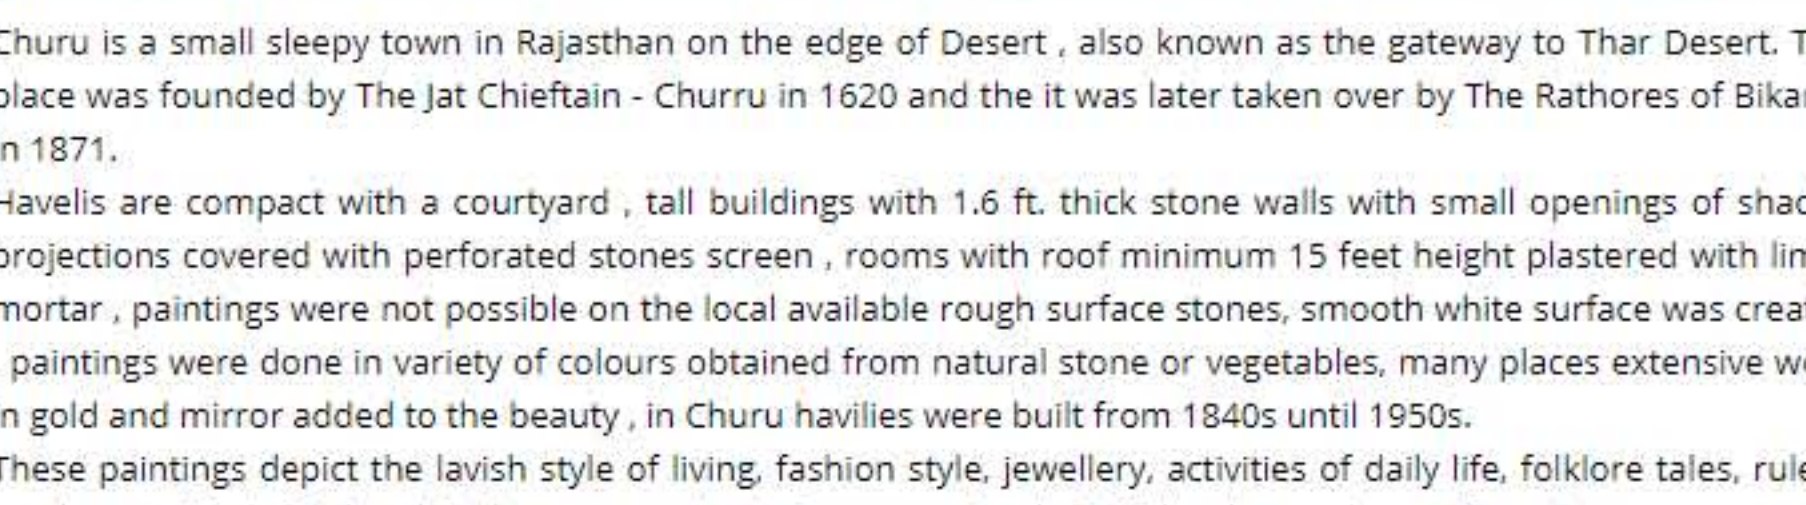 Churu is a small sleepy town in Rajasthan on the edge of Desert , also known as the gateway to Thar Desert.
place was founded by The Jat Chieftain - Churru in 1620 and the it was later taken over by The Rathores of
in 1871.
Havelis are compact with a courtyard , tall buildings with 1.6 ft. thick stone walls with small openings of
projections covered with perforated stones screen , rooms with roof minimum 15 feet height plastered with
mortar , paintings were not possible on the local available rough surface stones, smooth white surface was
paintings were done in variety of colours obtained from natural stone or vegetables, many places extensive
in gold and mirror added to the beauty , in Churu havilies were built from 1840s until 1950s.
These paintings depict the lavish style of living, fashion style, jewellery, activities of daily life, folklore tales,